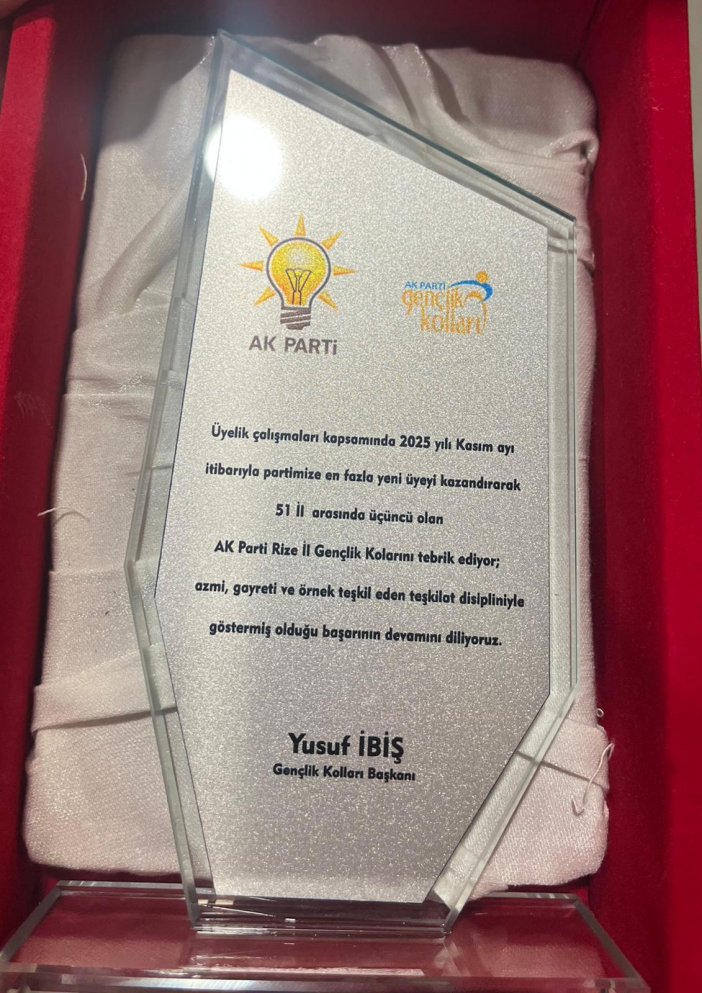 AK PARTİ
AK PARTİ
gençlik
kolları
Üyelik çalışmaları kapsamında 2025 yılı Kasım ayı
itibarıyla partimize en fazla yeni üyeyi kazandırarak
51 İl arasında üçüncü olan
AK Parti Rize İl Gençlik Kolarını tebrik ediyor;
azmi, gayreti ve örnek teşkil eden teşkilat disipliniyle
göstermiş olduğu başarının devamını diliyoruz.
Yusuf İBİŞ
Gençlik Kolları Başkanı